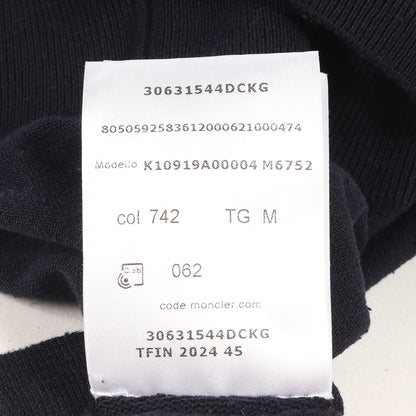 30631544DCKG
8050592583612000621000474
Modello K10919A00004 M6752
col 742 TG M
062
code.moncler.com
30631544DCKG
TFIN 2024 45